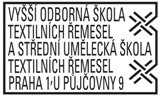 VYŠŠÍ ODBORNÁ ŠKOLA
TEXTILNÍCH ŘEMESEL
A STŘEDNÍ UMĚLECKÁ ŠKOLA
TEXTILNÍCH ŘEMESEL
PRAHA 1, U PŮJČOVNY 9